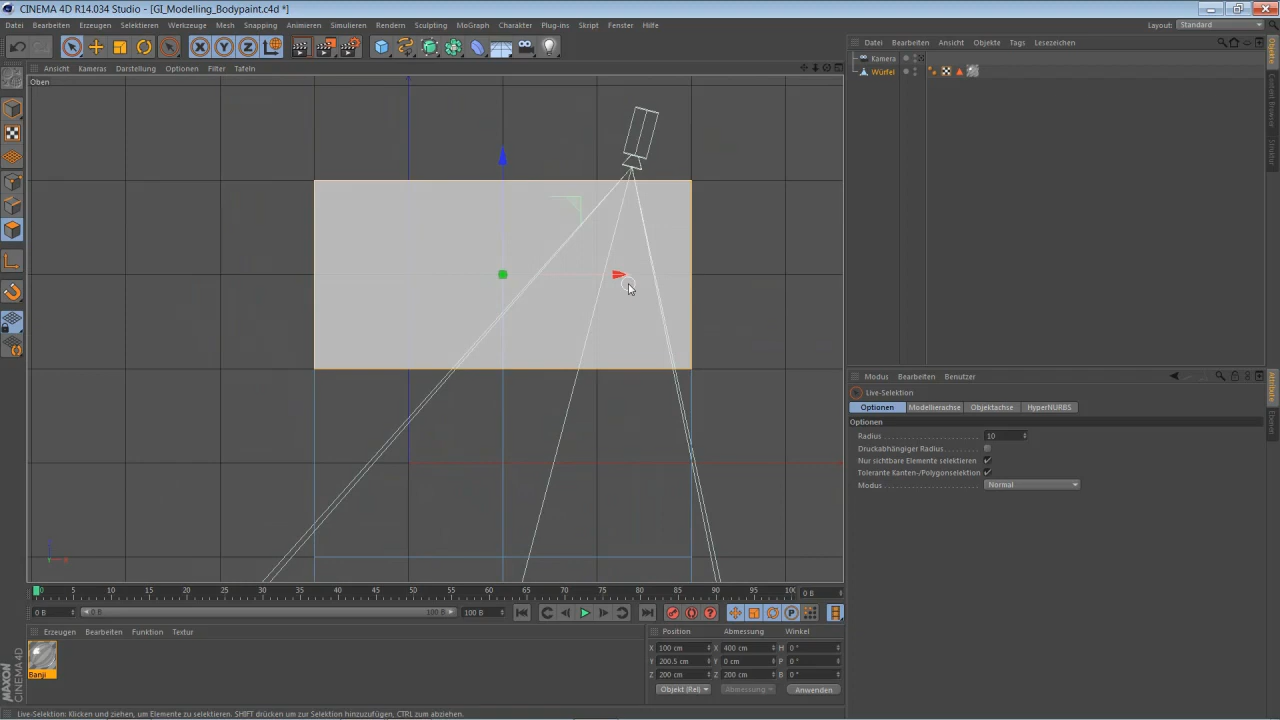 CINEMA 4D R14.034 Studio - [GI_Modelling_Bodypaint.c4d *]
Datei Bearbeiten Erzeugen Selektieren Werkzeuge Mesh Snapping Animieren Simulieren Rendern Sculpting MoGraph Charakter Plug-ins Skript Fenster Hilfe
Layout: Standard
Ansicht Kameras Darstellung Optionen Filter Tafeln
Oben
Datei Bearbeiten Ansicht Objekte Tags Lesezeichen
Kamera
Würfel
Objekte
Content Browser
Struktur
Modus Bearbeiten Benutzer
Live-Selektion
Optionen Modellierachse Objektachse HyperNURBS
Optionen
Radius 10
Druckabhängiger Radius
Nur sichtbare Elemente selektieren
Tolerante Kanten-/Polygonselektion
Modus Normal
Attribute
Ebenen
0 5 10 15 20 25 30 35 40 45 50 55 60 65 70 75 80 85 90 95 100 0 B
0 B 0 B 100 B 100 B
Erzeugen Bearbeiten Funktion Textur
Banji
Position Abmessung Winkel
X 100 cm X 400 cm H 0 °
Y 200.5 cm Y 0 cm P 0 °
Z 200 cm Z 200 cm B 0 °
Objekt (Rel) Abmessung Anwenden
MAXON CINEMA 4D
Live-Selektion: Klicken und ziehen, um Elemente zu selektieren. SHIFT drücken um zur Selektion hinzuzufügen, CTRL zum abziehen.